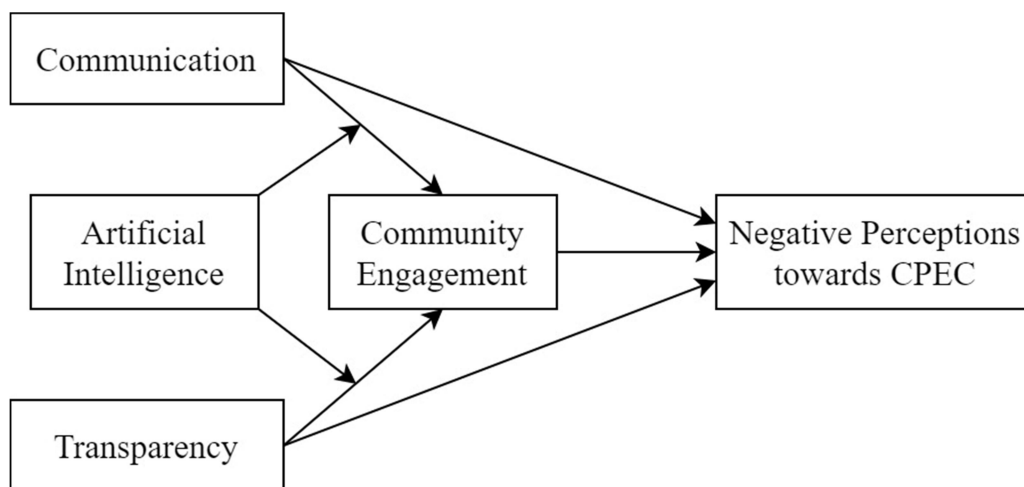 Communication
Artificial
Intelligence
Community
Engagement
Negative Perceptions
towards CPEC
Transparency